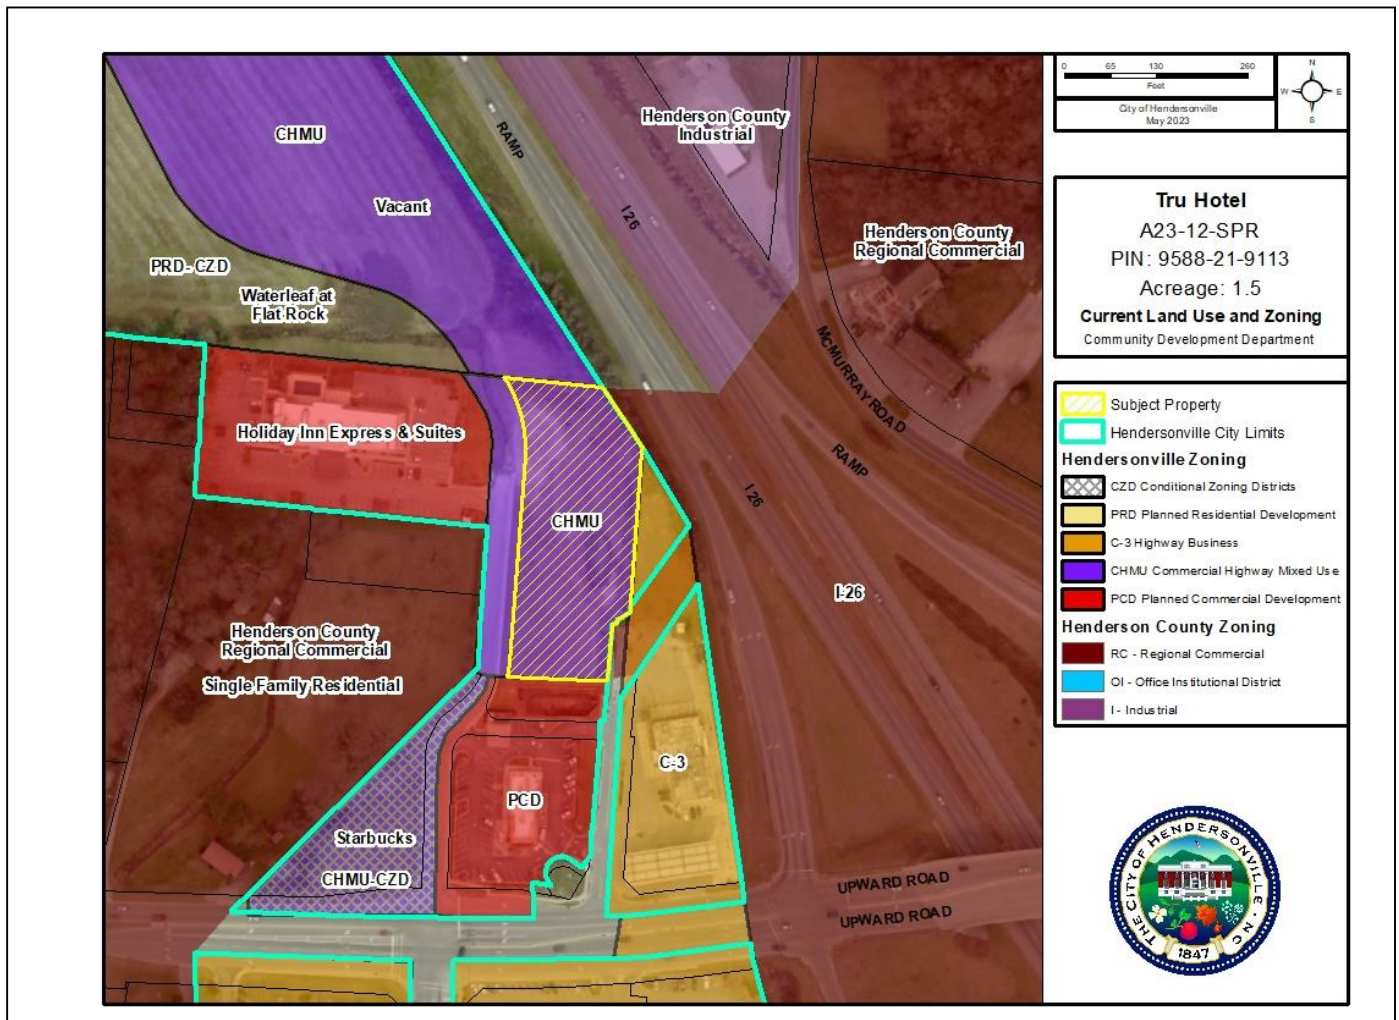 CHMU
Vacant
PRD- CZD
Waterleaf at
Flat Rock
RAMP
I 26
Henderson County
Industrial
Henderson County
Regional Commercial
McMURRAY ROAD
RAMP
I 26
I-26
Holiday Inn Express & Suites
CHMU
Henderson County
Regional Commercial
Single Family Residential
C-3
PCD
Starbucks
CHMU-CZD
UPWARD ROAD
UPWARD ROAD
0 65 130 260
Feet
City of Hendersonville
May 2023
N
W E
S
Tru Hotel
A23-12-SPR
PIN: 9588-21-9113
Acreage: 1.5
Current Land Use and Zoning
Community Development Department
Subject Property
Hendersonville City Limits
Hendersonville Zoning
CZD Conditional Zoning Districts
PRD Planned Residential Development
C-3 Highway Business
CHMU Commercial Highway Mixed Use
PCD Planned Commercial Development
Henderson County Zoning
RC - Regional Commercial
OI - Office Institutional District
I - Industrial
THE CITY OF HENDERSONVILLE, N.C.
1847